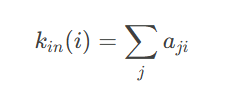 $k_{in}(i) = \sum_{j} a_{ji}$